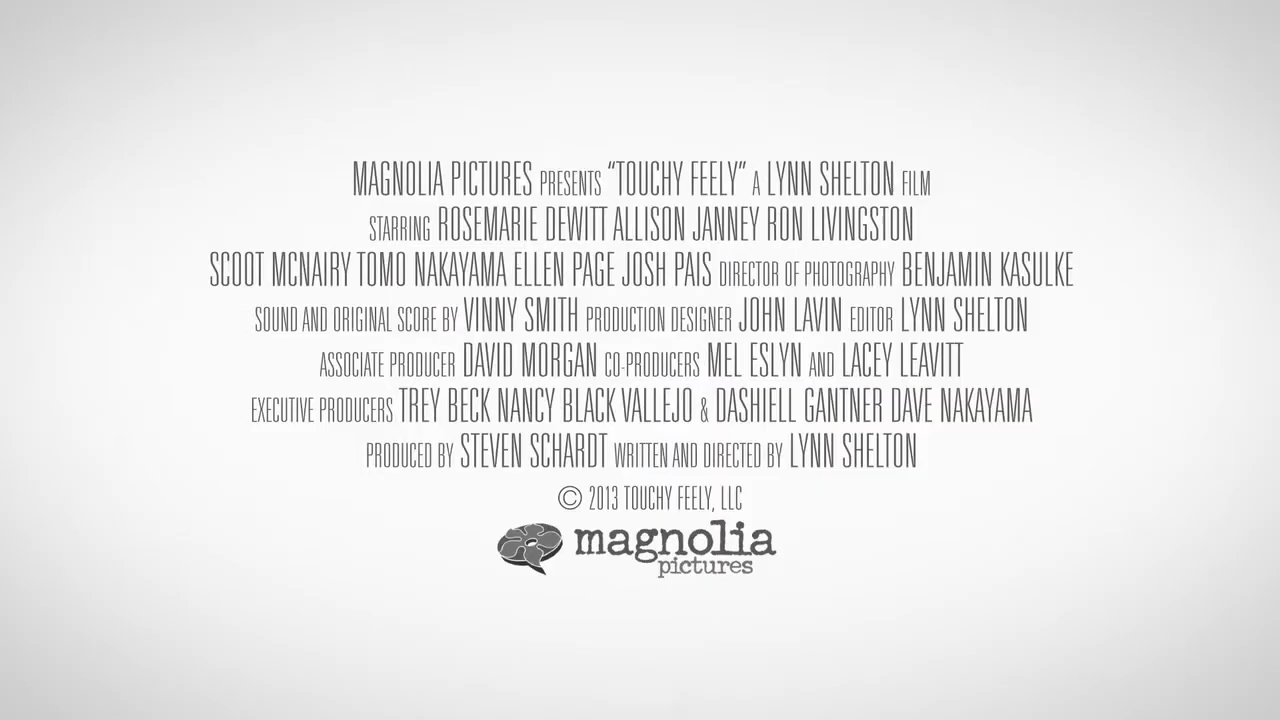 MAGNOLIA PICTURES PRESENTS “TOUCHY FEELY” A LYNN SHELTON FILM
STARRING ROSEMARIE DEWITT ALLISON JANNEY RON LIVINGSTON
SCOOT MCNAIRY TOMO NAKAYAMA ELLEN PAGE JOSH PAIS DIRECTOR OF PHOTOGRAPHY BENJAMIN KASULKE
SOUND AND ORIGINAL SCORE BY VINNY SMITH PRODUCTION DESIGNER JOHN LAVIN EDITOR LYNN SHELTON
ASSOCIATE PRODUCER DAVID MORGAN CO-PRODUCERS MEL ESLYN AND LACEY LEAVITT
EXECUTIVE PRODUCERS TREY BECK NANCY BLACK VALLEJO & DASHIELL GANTNER DAVE NAKAYAMA
PRODUCED BY STEVEN SCHARDT WRITTEN AND DIRECTED BY LYNN SHELTON
© 2013 TOUCHY FEELY, LLC
magnolia
pictures